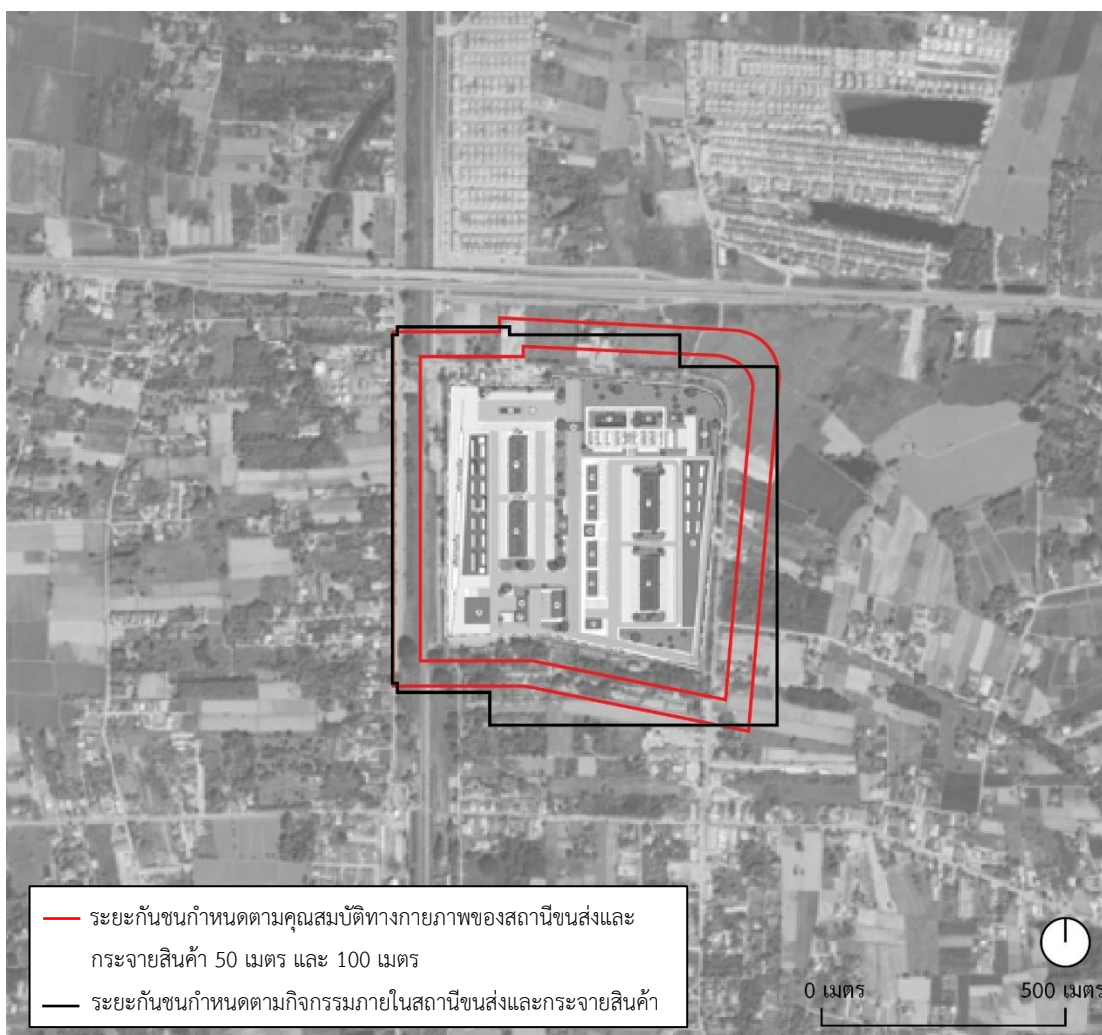 ระยะกันชนกำหนดตามคุณสมบัติทางกายภาพของสถานีขนส่งและ
กระจายสินค้า 50 เมตร และ 100 เมตร
ระยะกันชนกำหนดตามกิจกรรมภายในสถานีขนส่งและกระจายสินค้า
0 เมตร
500 เมตร